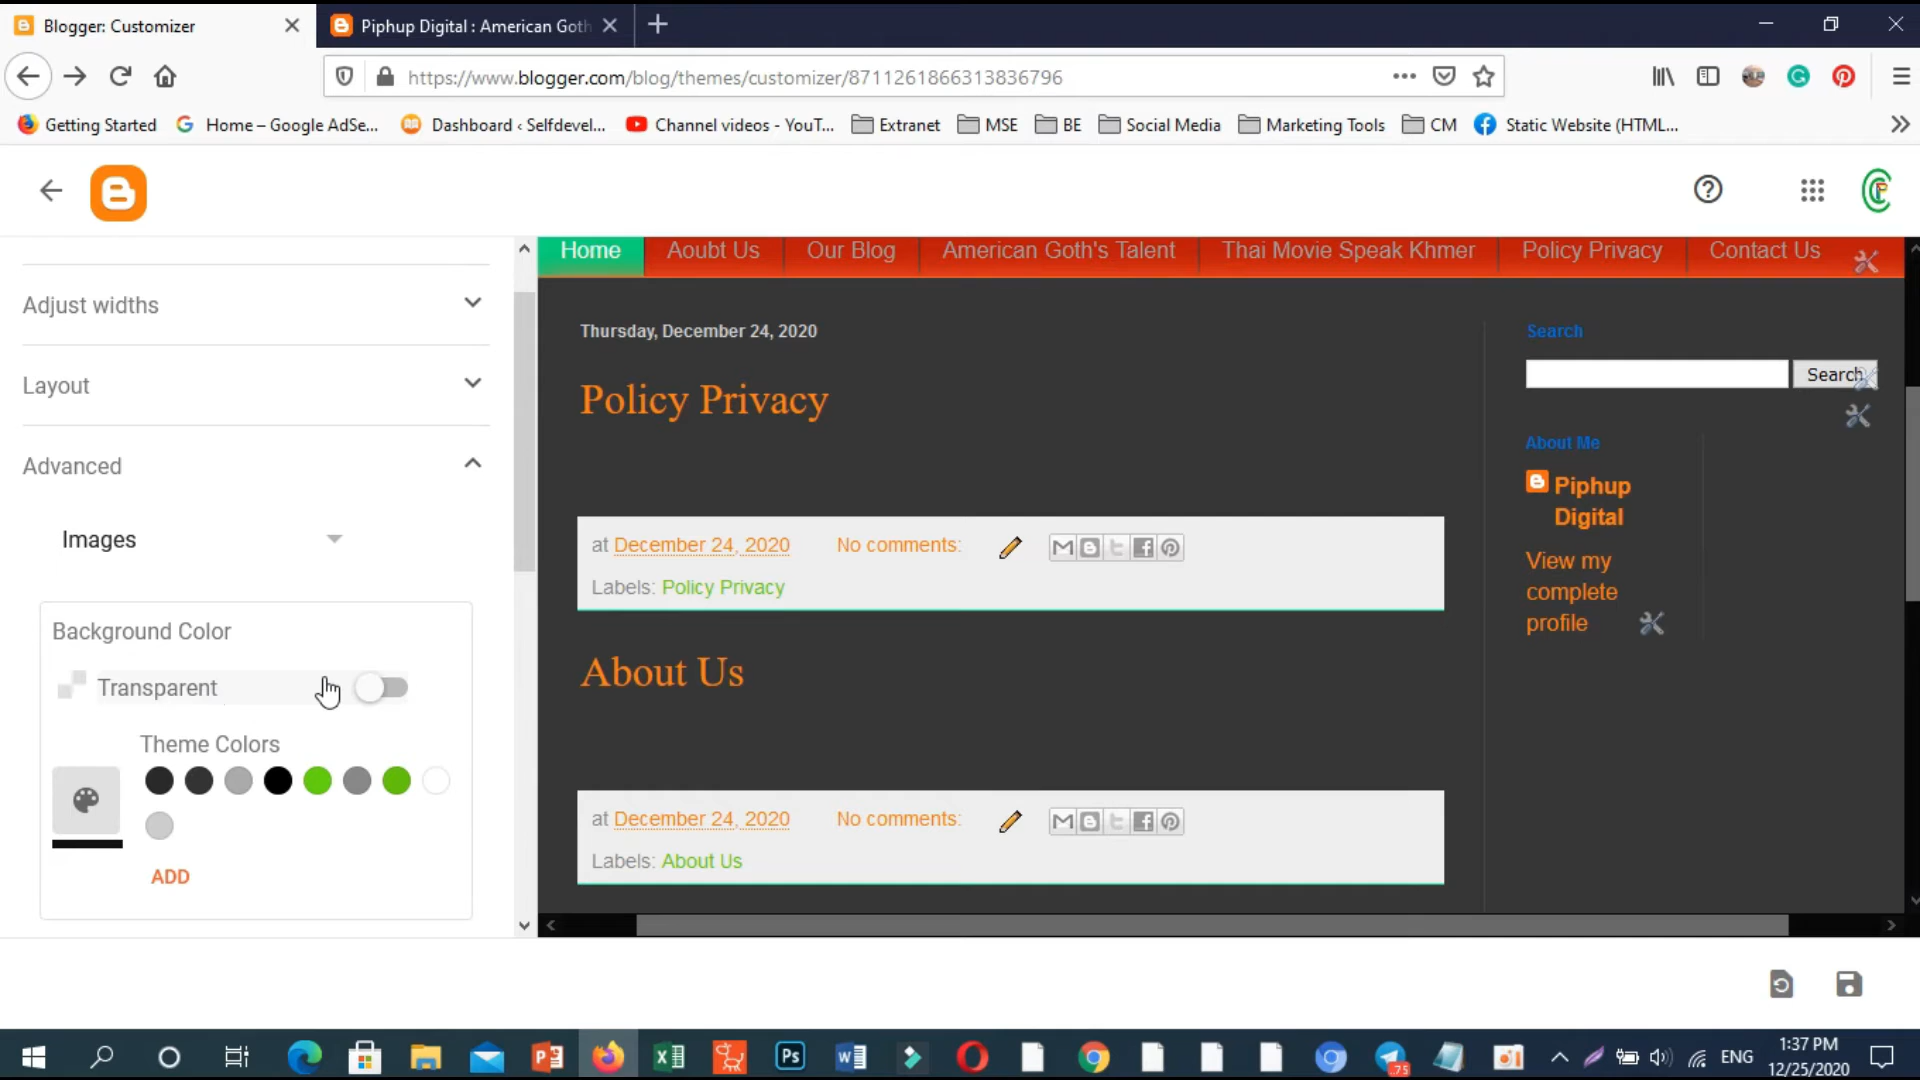 Blogger: Customizer
Piphup Digital : American Goth
https://www.blogger.com/blog/themes/customizer/8711261866313836796
Getting Started
Home – Google AdSe...
Dashboard ‹ Selfdevel...
Channel videos - YouT...
Extranet
MSE
BE
Social Media
Marketing Tools
CM
Static Website (HTML...
Home
Aoubt Us
Our Blog
American Goth's Talent
Thai Movie Speak Khmer
Policy Privacy
Contact Us
Adjust widths
Layout
Advanced
Images
Background Color
Transparent
Theme Colors
ADD
Thursday, December 24, 2020
Policy Privacy
at December 24, 2020 No comments:
Labels: Policy Privacy
About Us
at December 24, 2020 No comments:
Labels: About Us
Search
Search
About Me
Piphup
Digital
View my
complete
profile
ENG
1:37 PM
12/25/2020